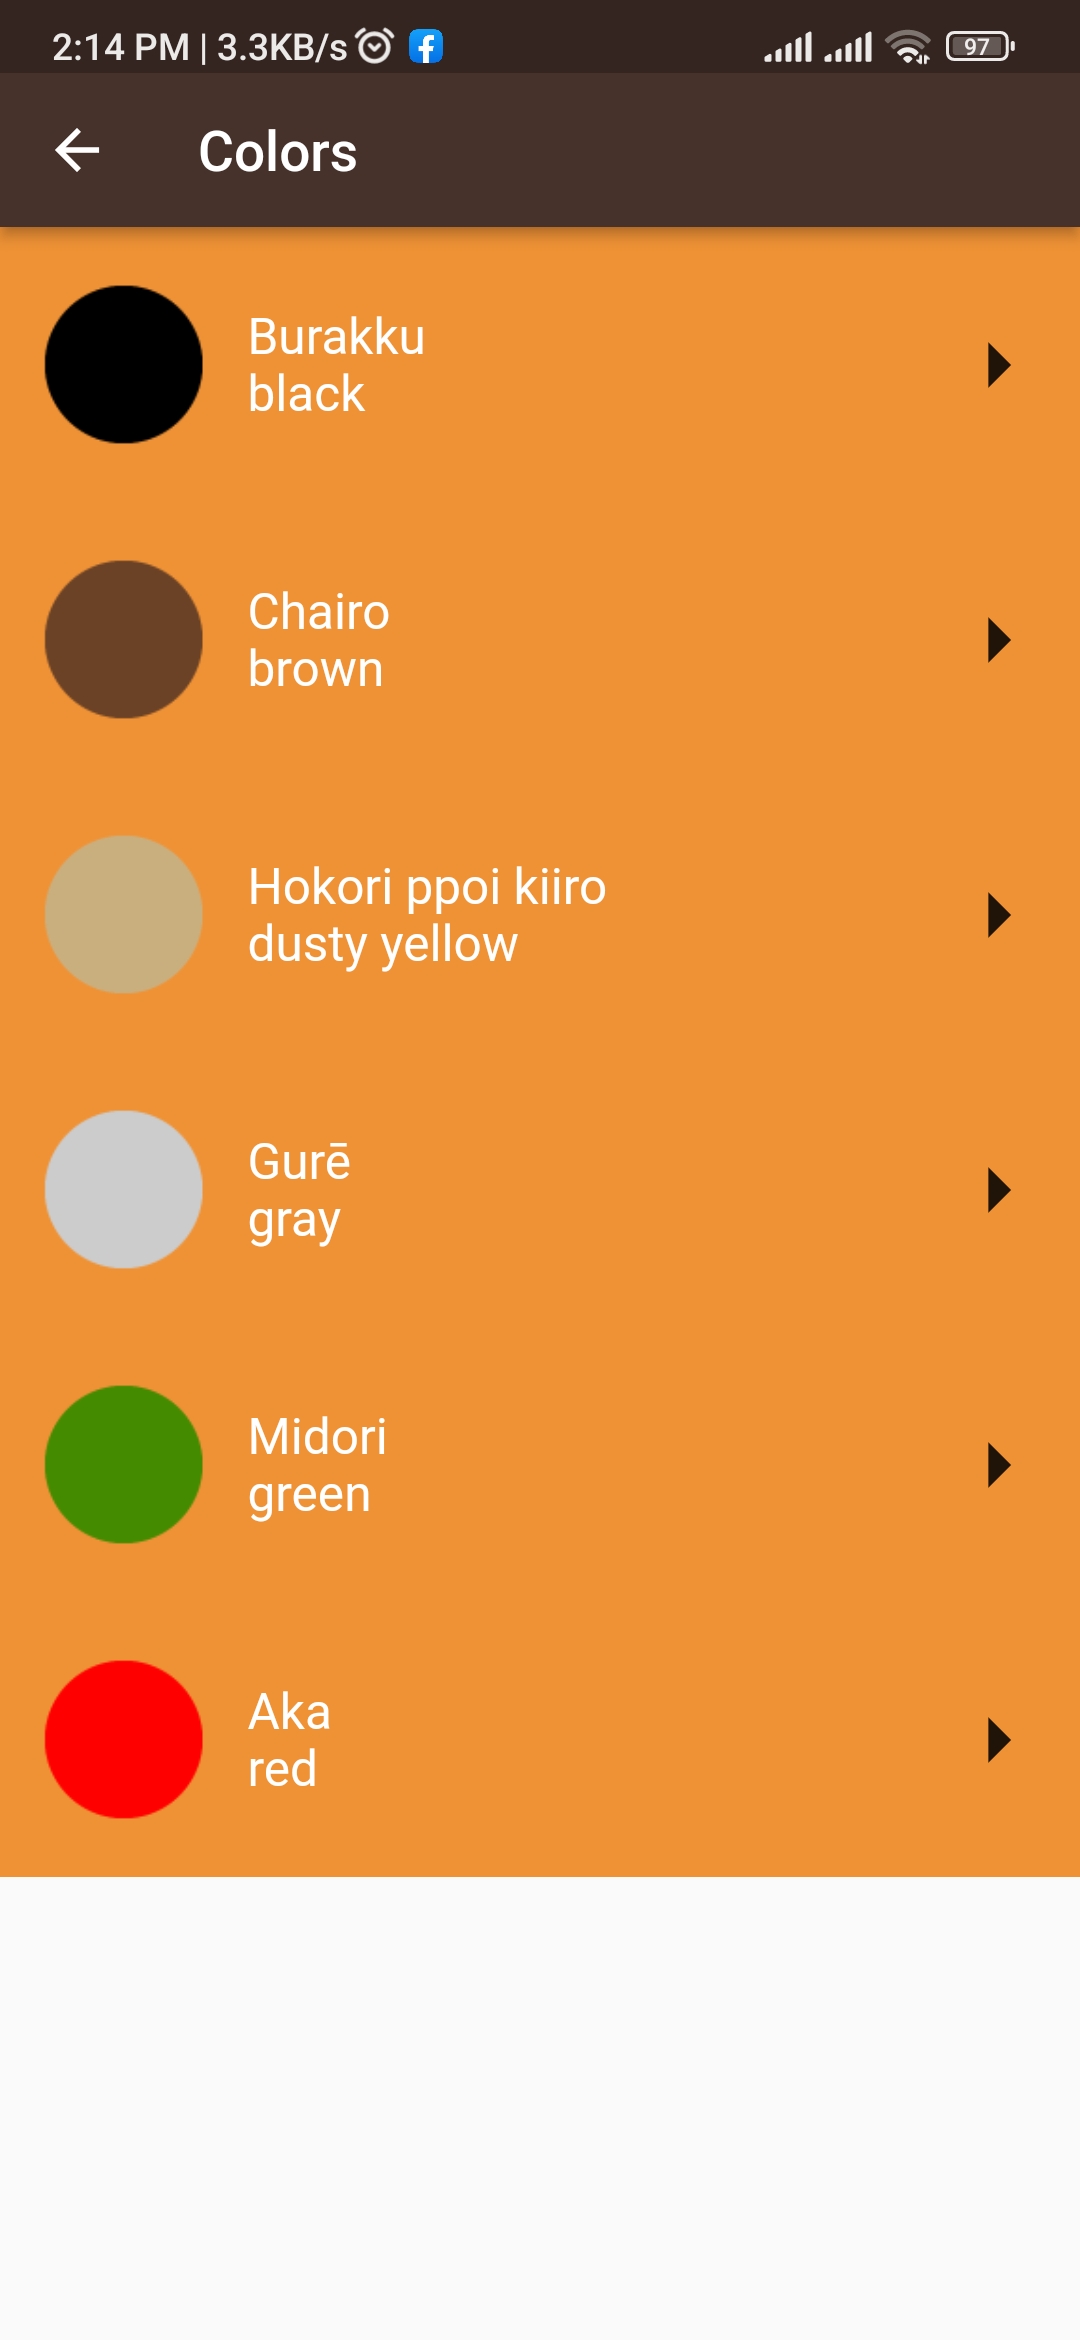 2:14 PM | 3.3KB/s 97
Colors
Burakku
black
Chairo
brown
Hokori ppoi kiiro
dusty yellow
Gurē
gray
Midori
green
Aka
red